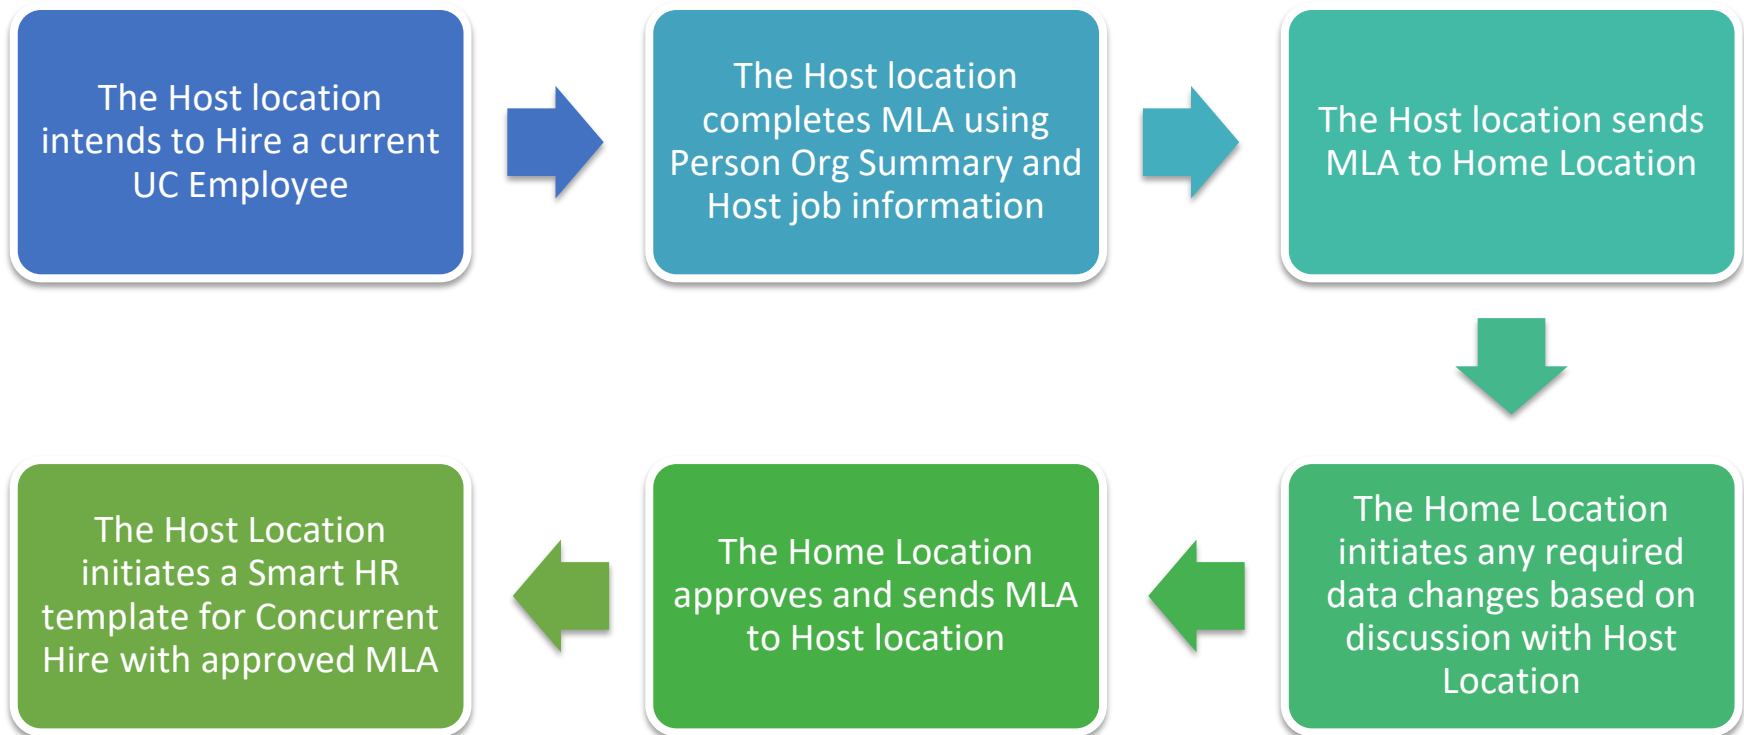 The Host location
intends to Hire a current
UC Employee
The Host location
completes MLA using
Person Org Summary and
Host job information
The Host location sends
MLA to Home Location
The Home Location
initiates any required
data changes based on
discussion with Host
Location
The Home Location
approves and sends MLA
to Host location
The Host Location
initiates a Smart HR
template for Concurrent
Hire with approved MLA